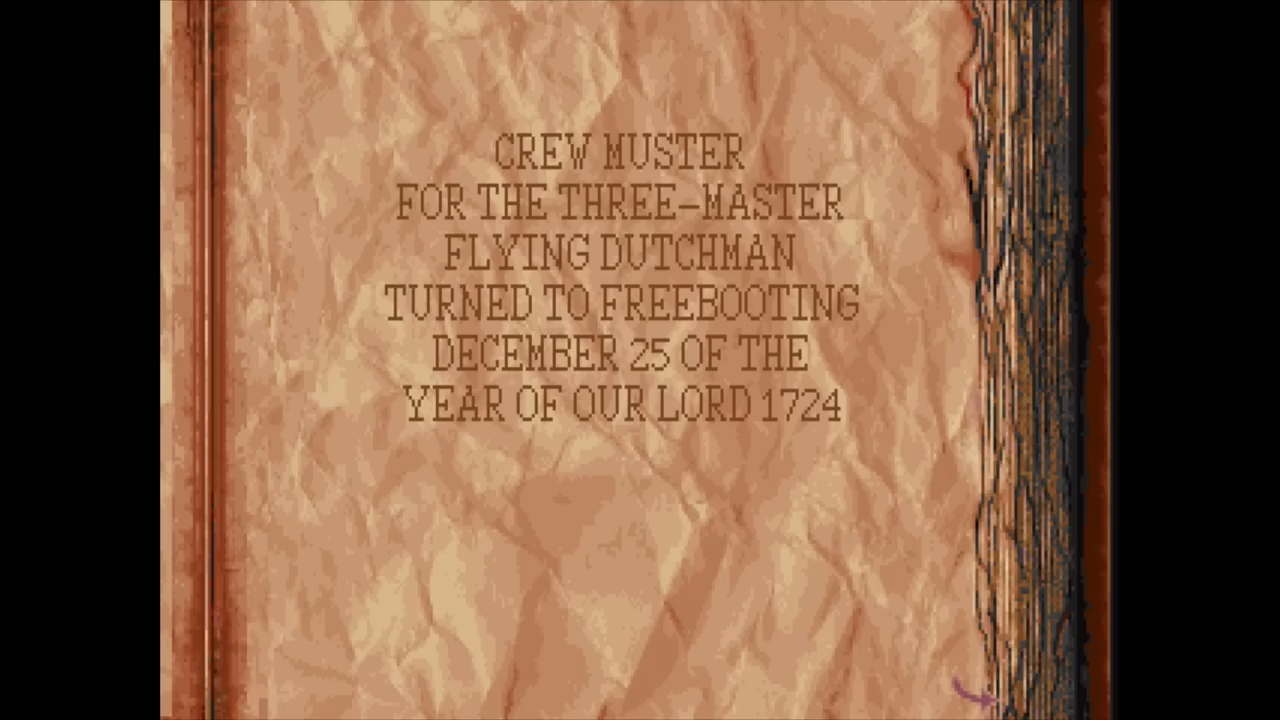 CREW MUSTER
FOR THE THREE-MASTER
FLYING DUTCHMAN
TURNED TO FREEBOOTING
DECEMBER 25 OF THE
YEAR OF OUR LORD 1724